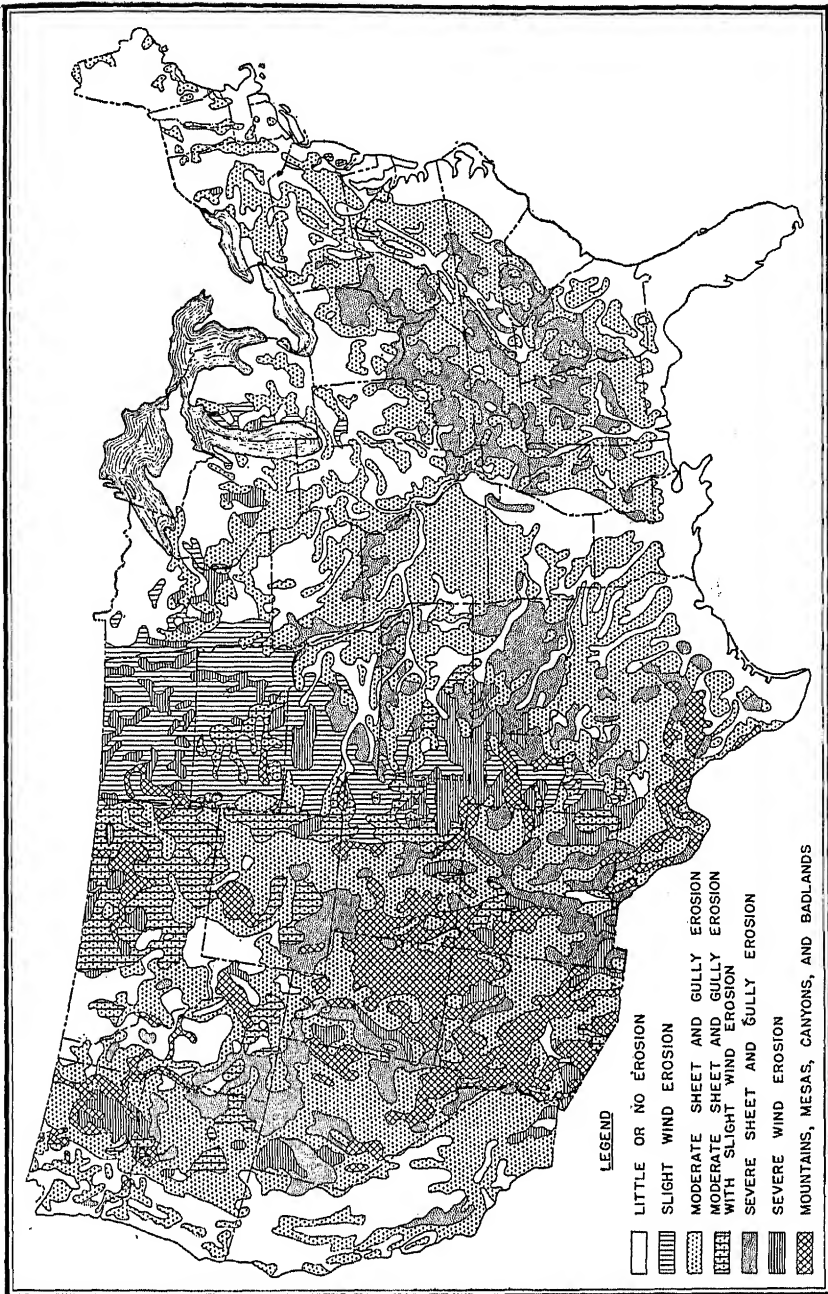 LEGEND
LITTLE OR NO EROSION
SLIGHT WIND EROSION
MODERATE SHEET AND GULLY EROSION
MODERATE SHEET AND GULLY EROSION
WITH SLIGHT WIND EROSION
SEVERE SHEET AND GULLY EROSION
SEVERE WIND EROSION
MOUNTAINS, MESAS, CANYONS, AND BADLANDS